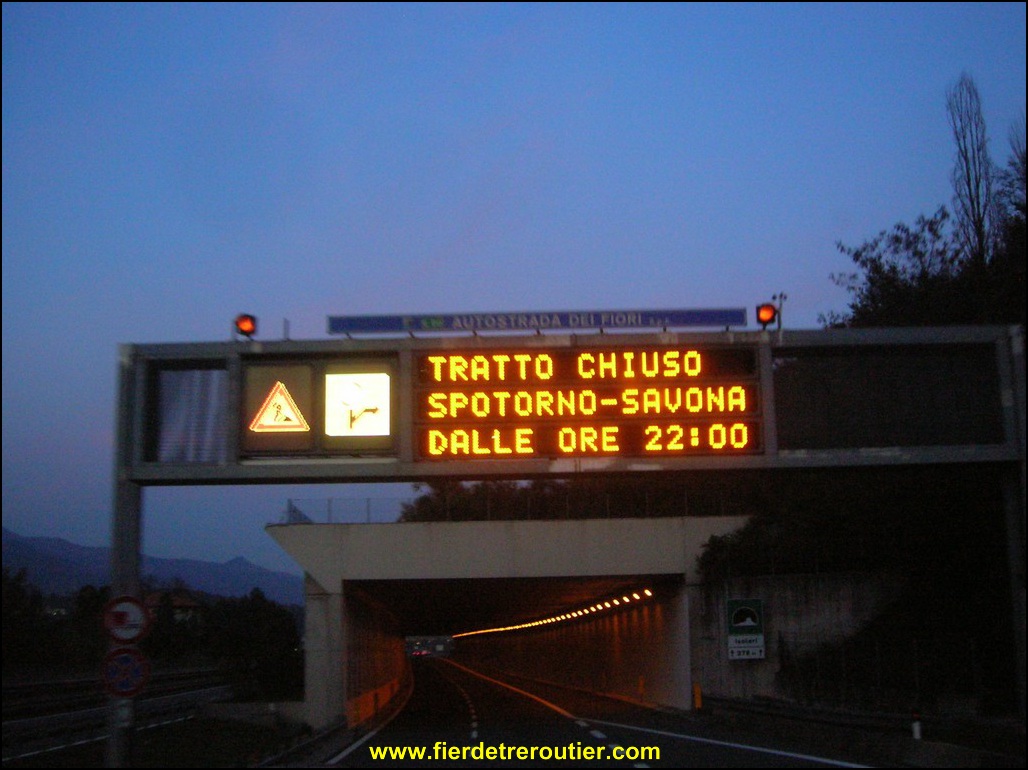 AUTOSTRADA DEI FIORI
TRATTO CHIUSO
SPOTORNO-SAVONA
DALLE ORE 22:00
www.fierdetreroutier.com